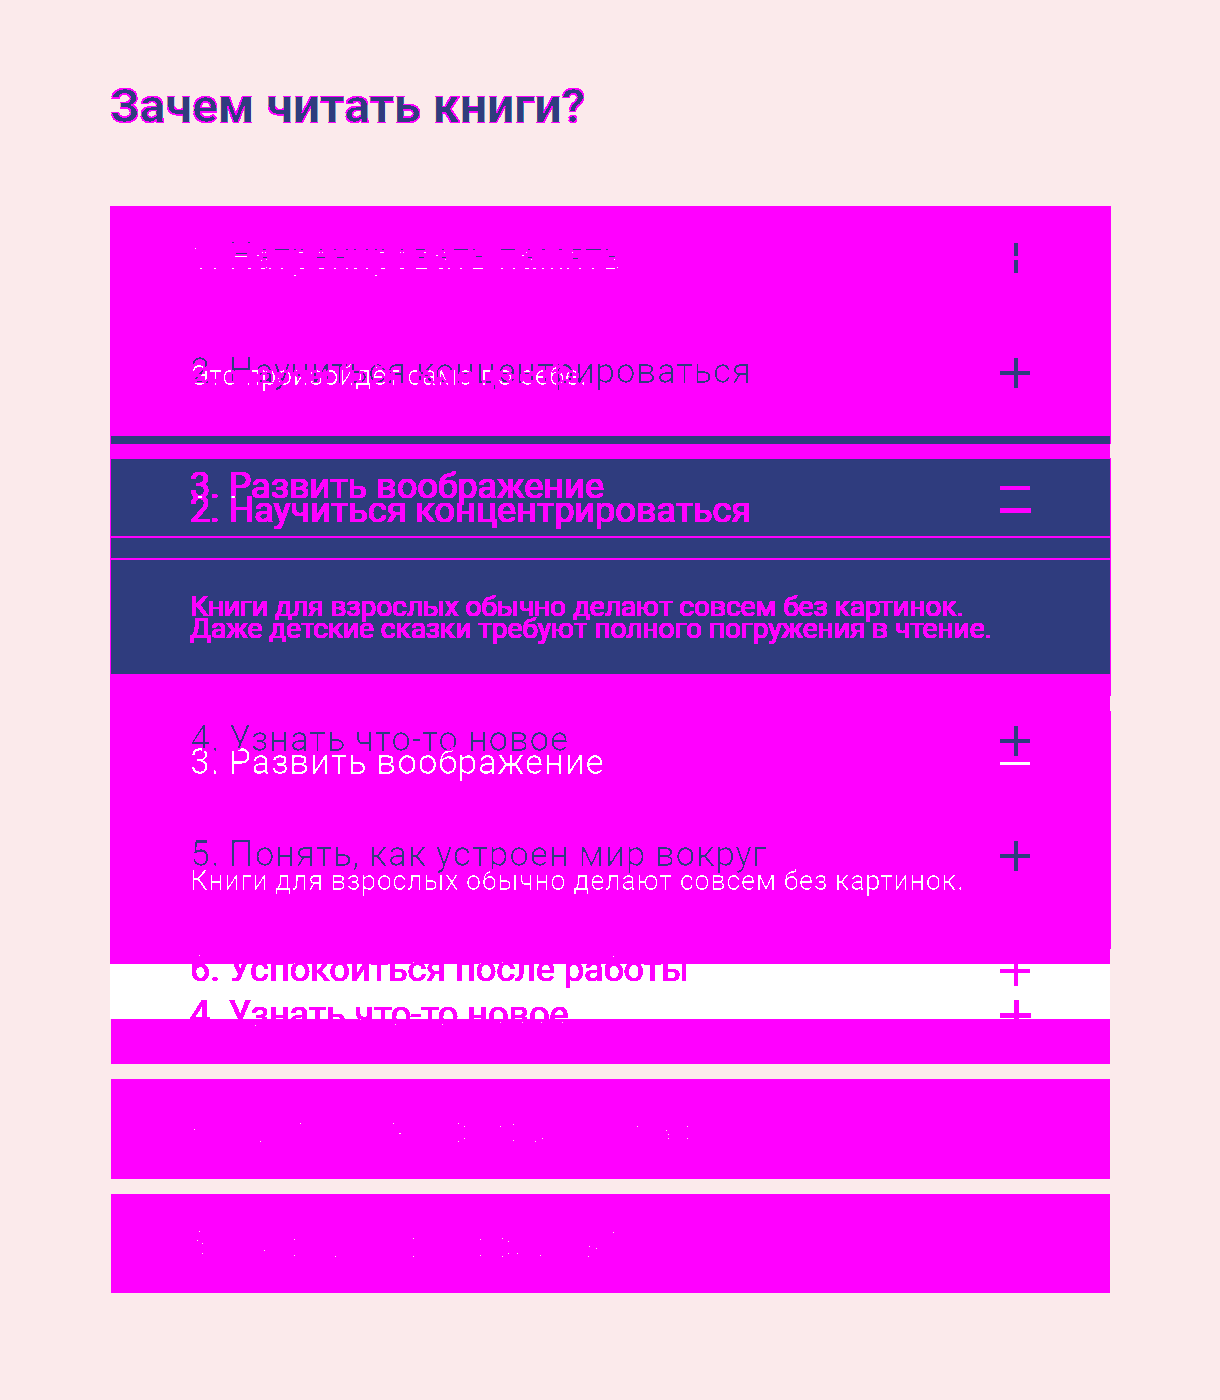 Зачем читать книги?
1. Натренировать память
2. Научиться концентрироваться
Это произойдет само по себе.
3. Развить воображение
2. Научиться концентрироваться
Книги для взрослых обычно делают совсем без картинок.
Даже детские сказки требуют полного погружения в чтение.
4. Узнать что-то новое
3. Развить воображение
5. Понять, как устроен мир вокруг
Книги для взрослых обычно делают совсем без картинок.
6. Успокоиться после работы
4. Узнать что-то новое